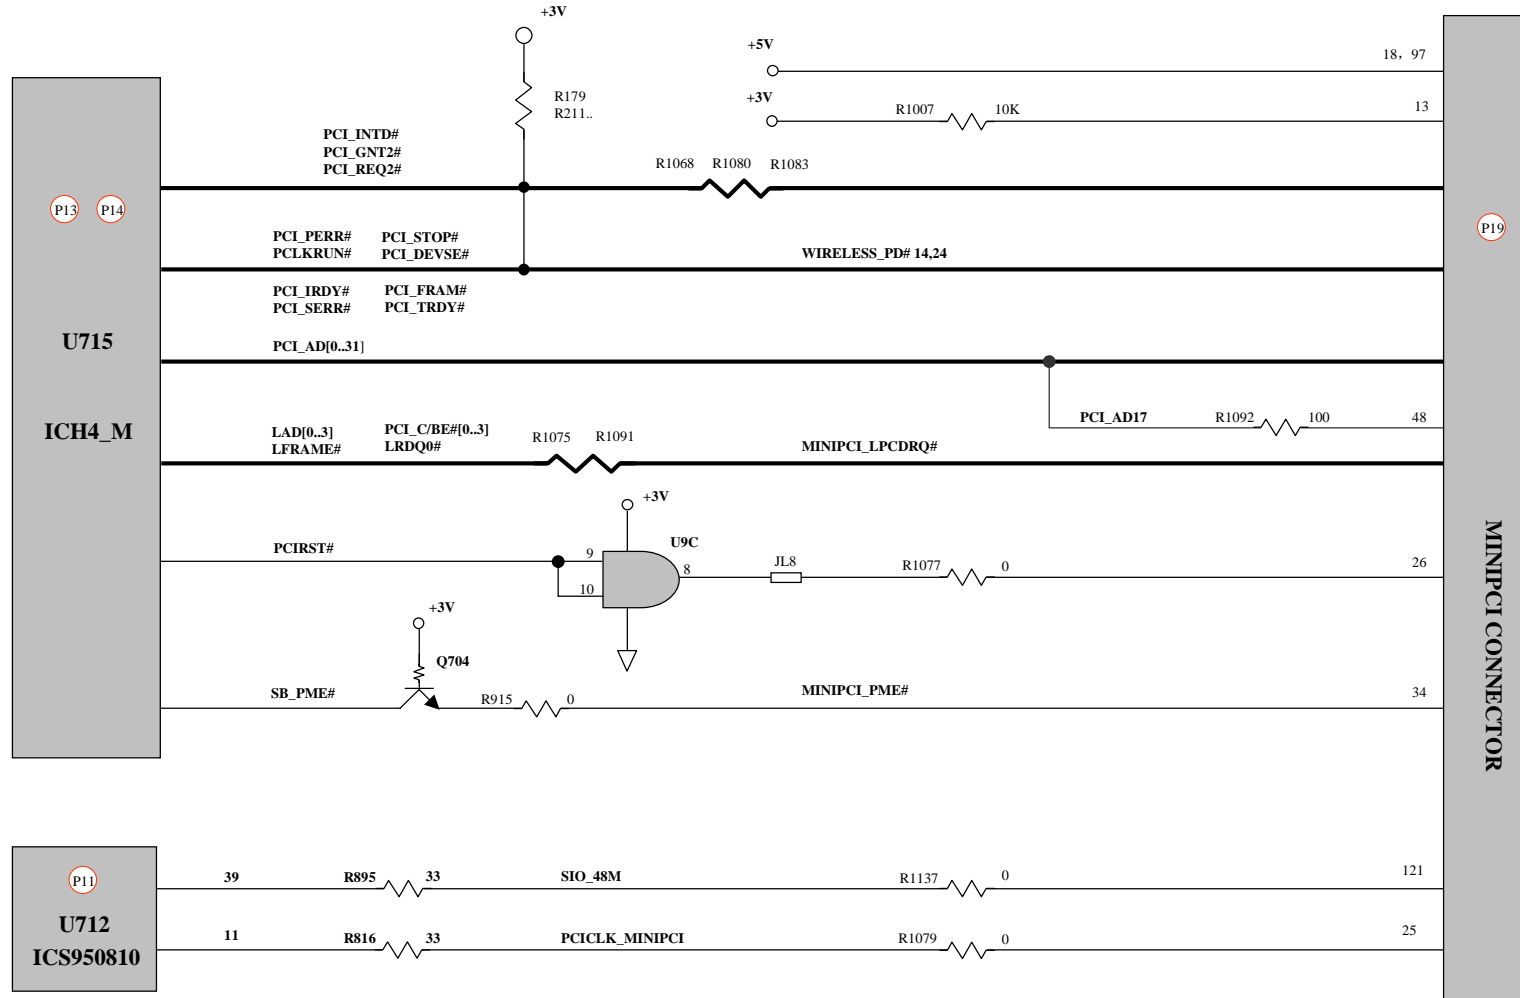 +3V
+5V
18，97
R179
R211..
+3V
R1007
10K
13
PCI_INTD#
PCI_GNT2#
PCI_REQ2#
R1068
R1080
R1083
P13
P14
P19
PCI_PERR#
PCI_STOP#
PCLKRUN#
PCI_DEVSE#
WIRELESS_PD# 14,24
PCI_IRDY#
PCI_FRAM#
PCI_SERR#
PCI_TRDY#
U715
PCI_AD[0..31]
PCI_AD17
R1092
100
48
ICH4_M
LAD[0..3]
PCI_C/BE#[0..3]
LFRAME#
LRDQ0#
R1075
R1091
MINIPCI_LPCDRQ#
+3V
PCIRST#
9
10
U9C
8
JL8
R1077
0
26
MINIPCI CONNECTOR
+3V
Q704
SB_PME#
R915
0
MINIPCI_PME#
34
P11
U712
ICS950810
39
R895
33
SIO_48M
R1137
0
121
11
R816
33
PCICLK_MINIPCI
R1079
0
25